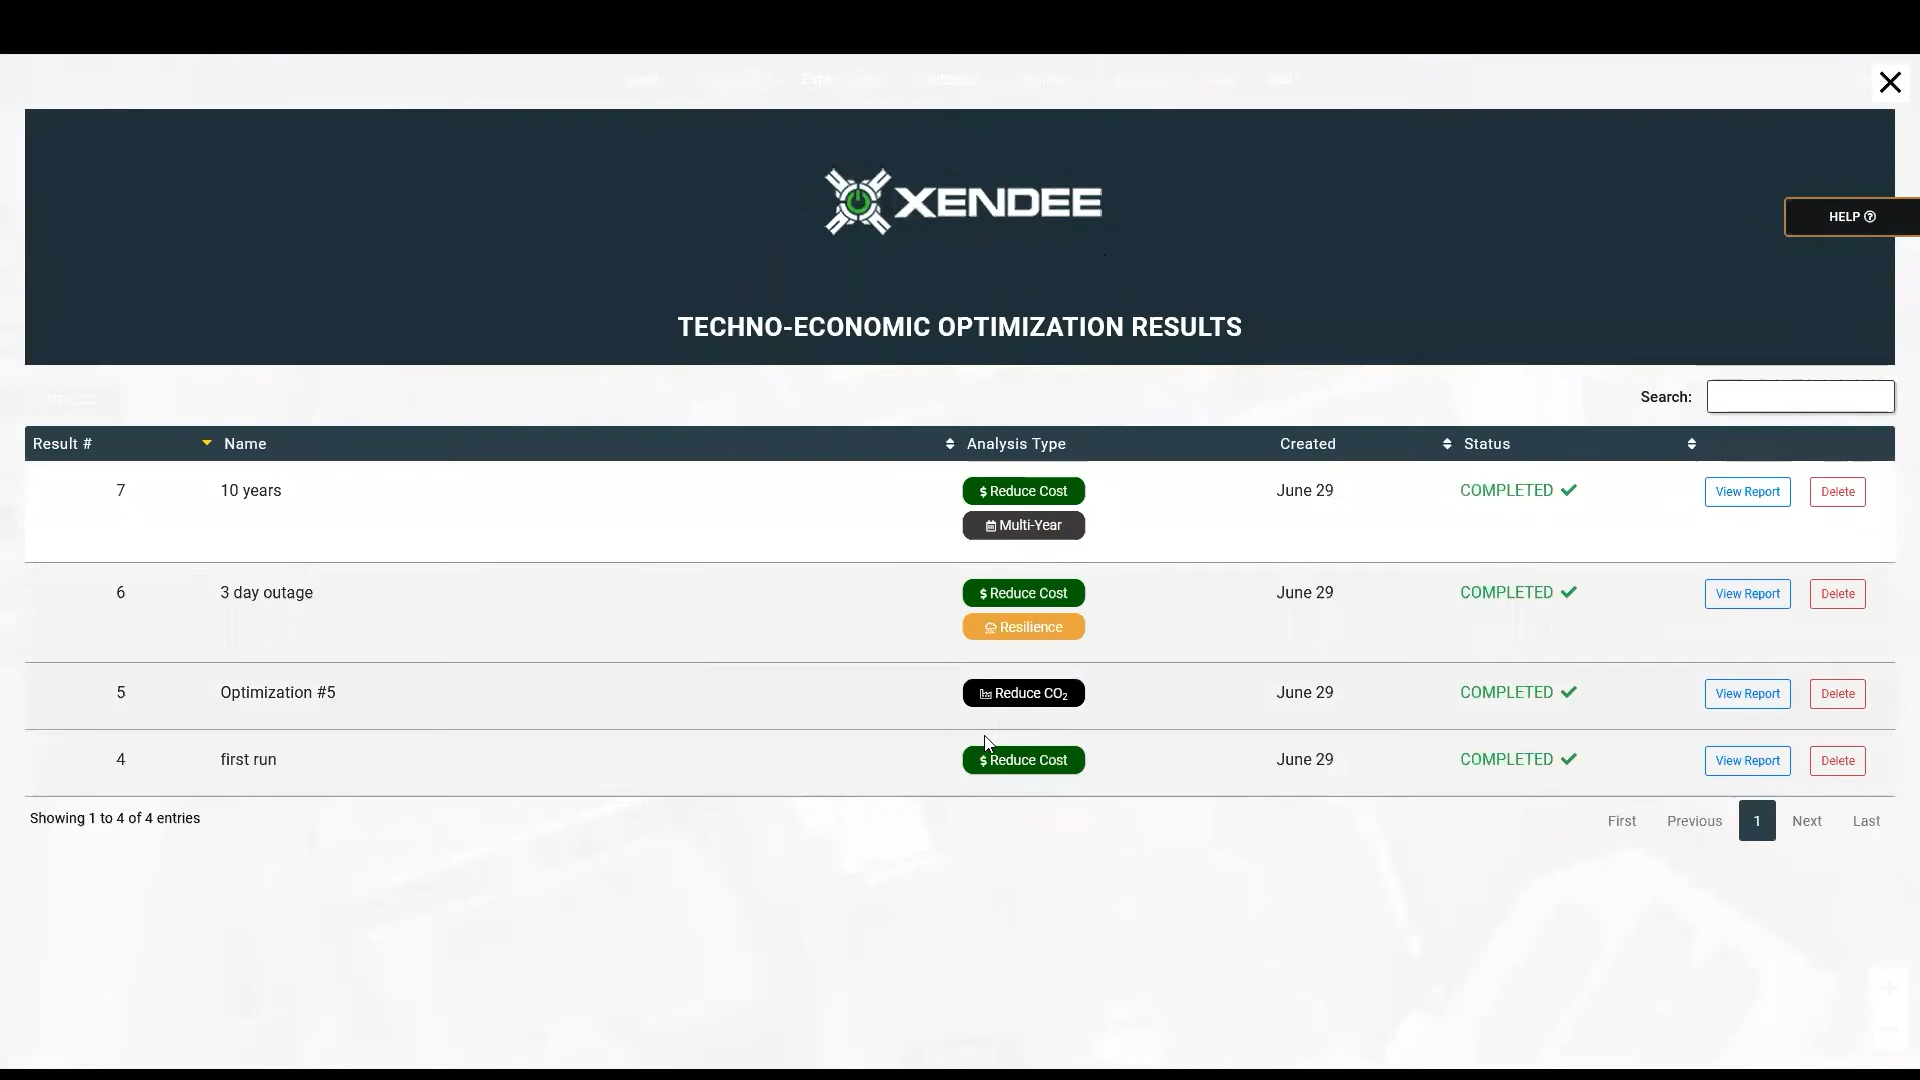 Exit
XENDEE
HELP
TECHNO-ECONOMIC OPTIMIZATION RESULTS
Search:
Result # Name Analysis Type Created Status
7 10 years $ Reduce Cost June 29 COMPLETED View Report Delete
Multi-Year
6 3 day outage $ Reduce Cost June 29 COMPLETED View Report Delete
Resilience
5 Optimization #5 Reduce CO₂ June 29 COMPLETED View Report Delete
4 first run $ Reduce Cost June 29 COMPLETED View Report Delete
Showing 1 to 4 of 4 entries
First Previous 1 Next Last